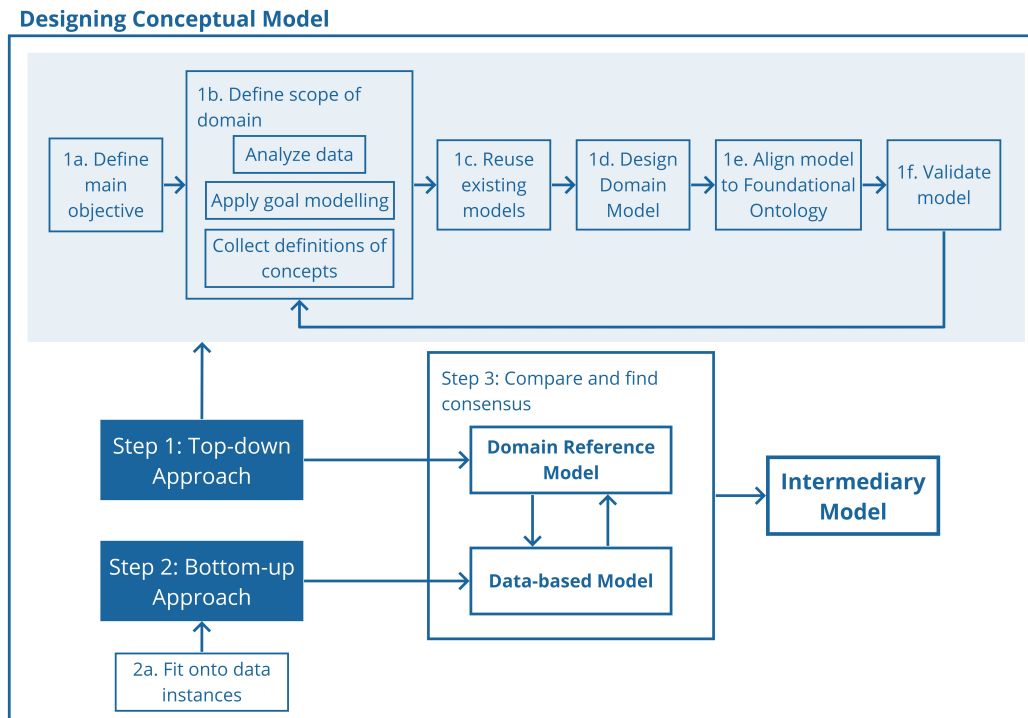 Designing Conceptual Model
1a. Define
main
objective
1b. Define scope of
domain
Analyze data
Apply goal modelling
Collect definitions of
concepts
1c. Reuse
existing
models
1d. Design
Domain
Model
1e. Align model
to Foundational
Ontology
1f. Validate
model
Step 1: Top-down
Approach
Step 2: Bottom-up
Approach
2a. Fit onto data
instances
Step 3: Compare and find
consensus
Domain Reference
Model
Data-based Model
Intermediary
Model